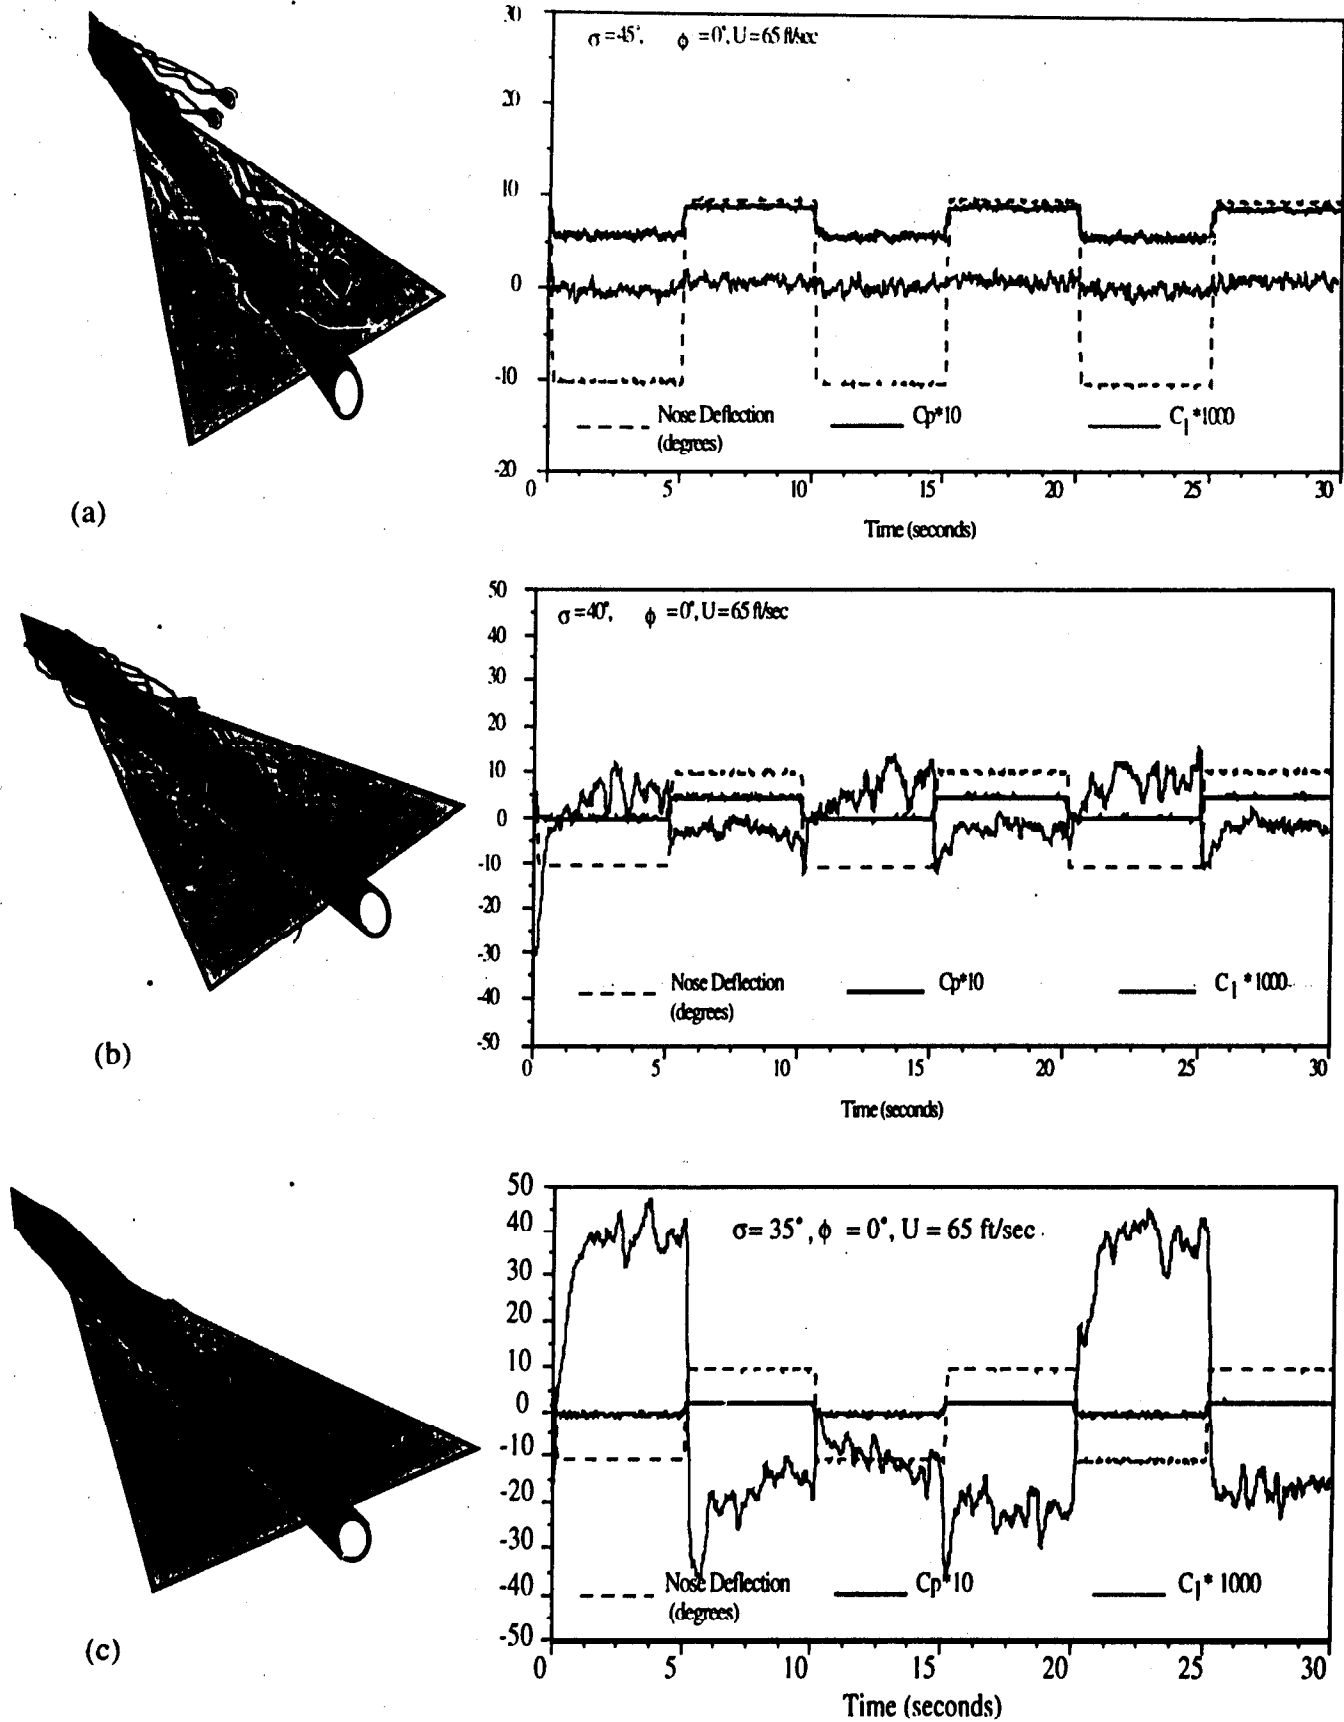 30
σ=45°, ϕ =0°, U=65 ft/sec
20
10
0
-10
Nose Deflection
(degrees)
Cp*10
C l *1000
-20
0 5 10 15 20 25 30
Time (seconds)
(a)
50
σ=40°, ϕ =0°, U=65 ft/sec
40
30
20
10
0
-10
-20
-30
Nose Deflection
(degrees)
Cp*10
C l *1000
-40
-50
0 5 10 15 20 25 30
Time (seconds)
(b)
50
σ= 35°, ϕ = 0°, U = 65 ft/sec
40
30
20
10
0
-10
-20
-30
-40
Nose Deflection
(degrees)
Cp*10
C l * 1000
-50
0 5 10 15 20 25 30
Time (seconds)
(c)